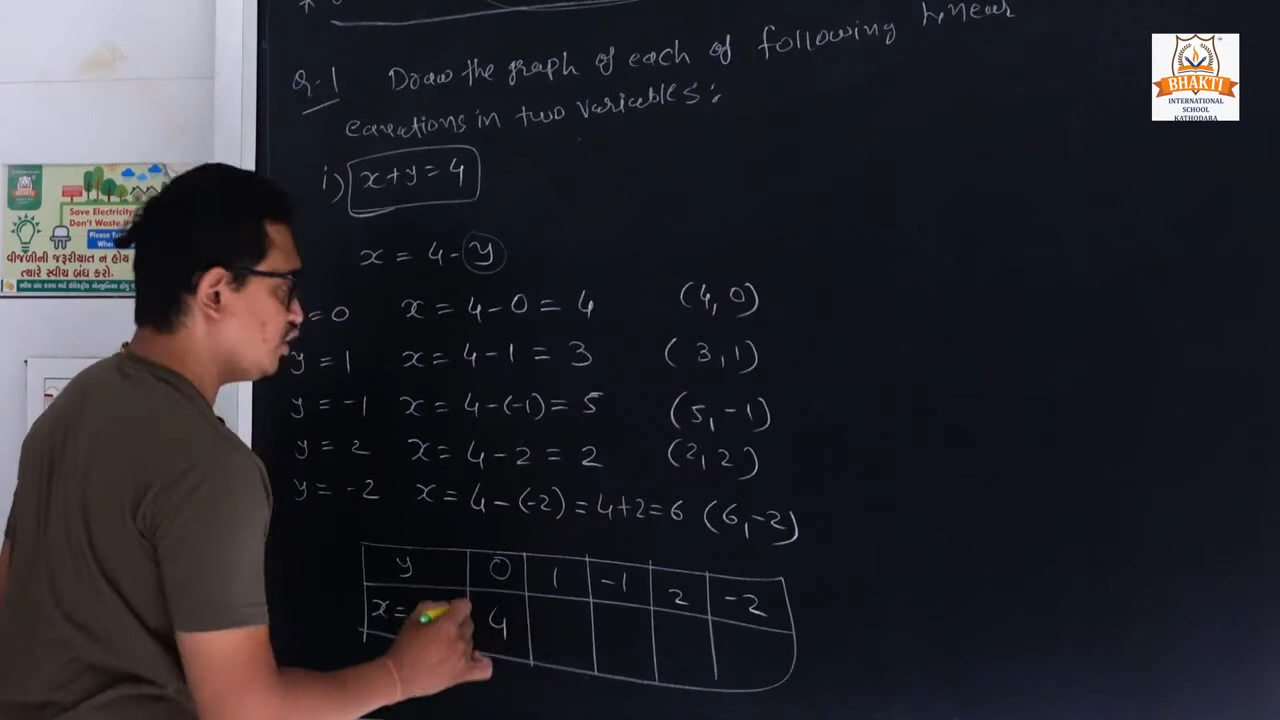 Q-1 Draw the graph of each of following Linear
equations in two variables:
i) x+y=4
x = 4-y
=0 x = 4-0 = 4 (4,0)
y = 1 x = 4-1 = 3 (3,1)
y = -1 x = 4-(-1) = 5 (5,-1)
y = 2 x = 4-2 = 2 (2,2)
y = -2 x = 4-(-2) = 4+2=6 (6,-2)
y 0 1 -1 2 -2
x= 4
BHAKTI
INTERNATIONAL
SCHOOL
KATHODARA
BHAKTI
Save Electricity
Don't Waste
Please
વીજળીની જરૂરીયાત ન હોય
ત્યારે સ્વીચ બંધ કરો.